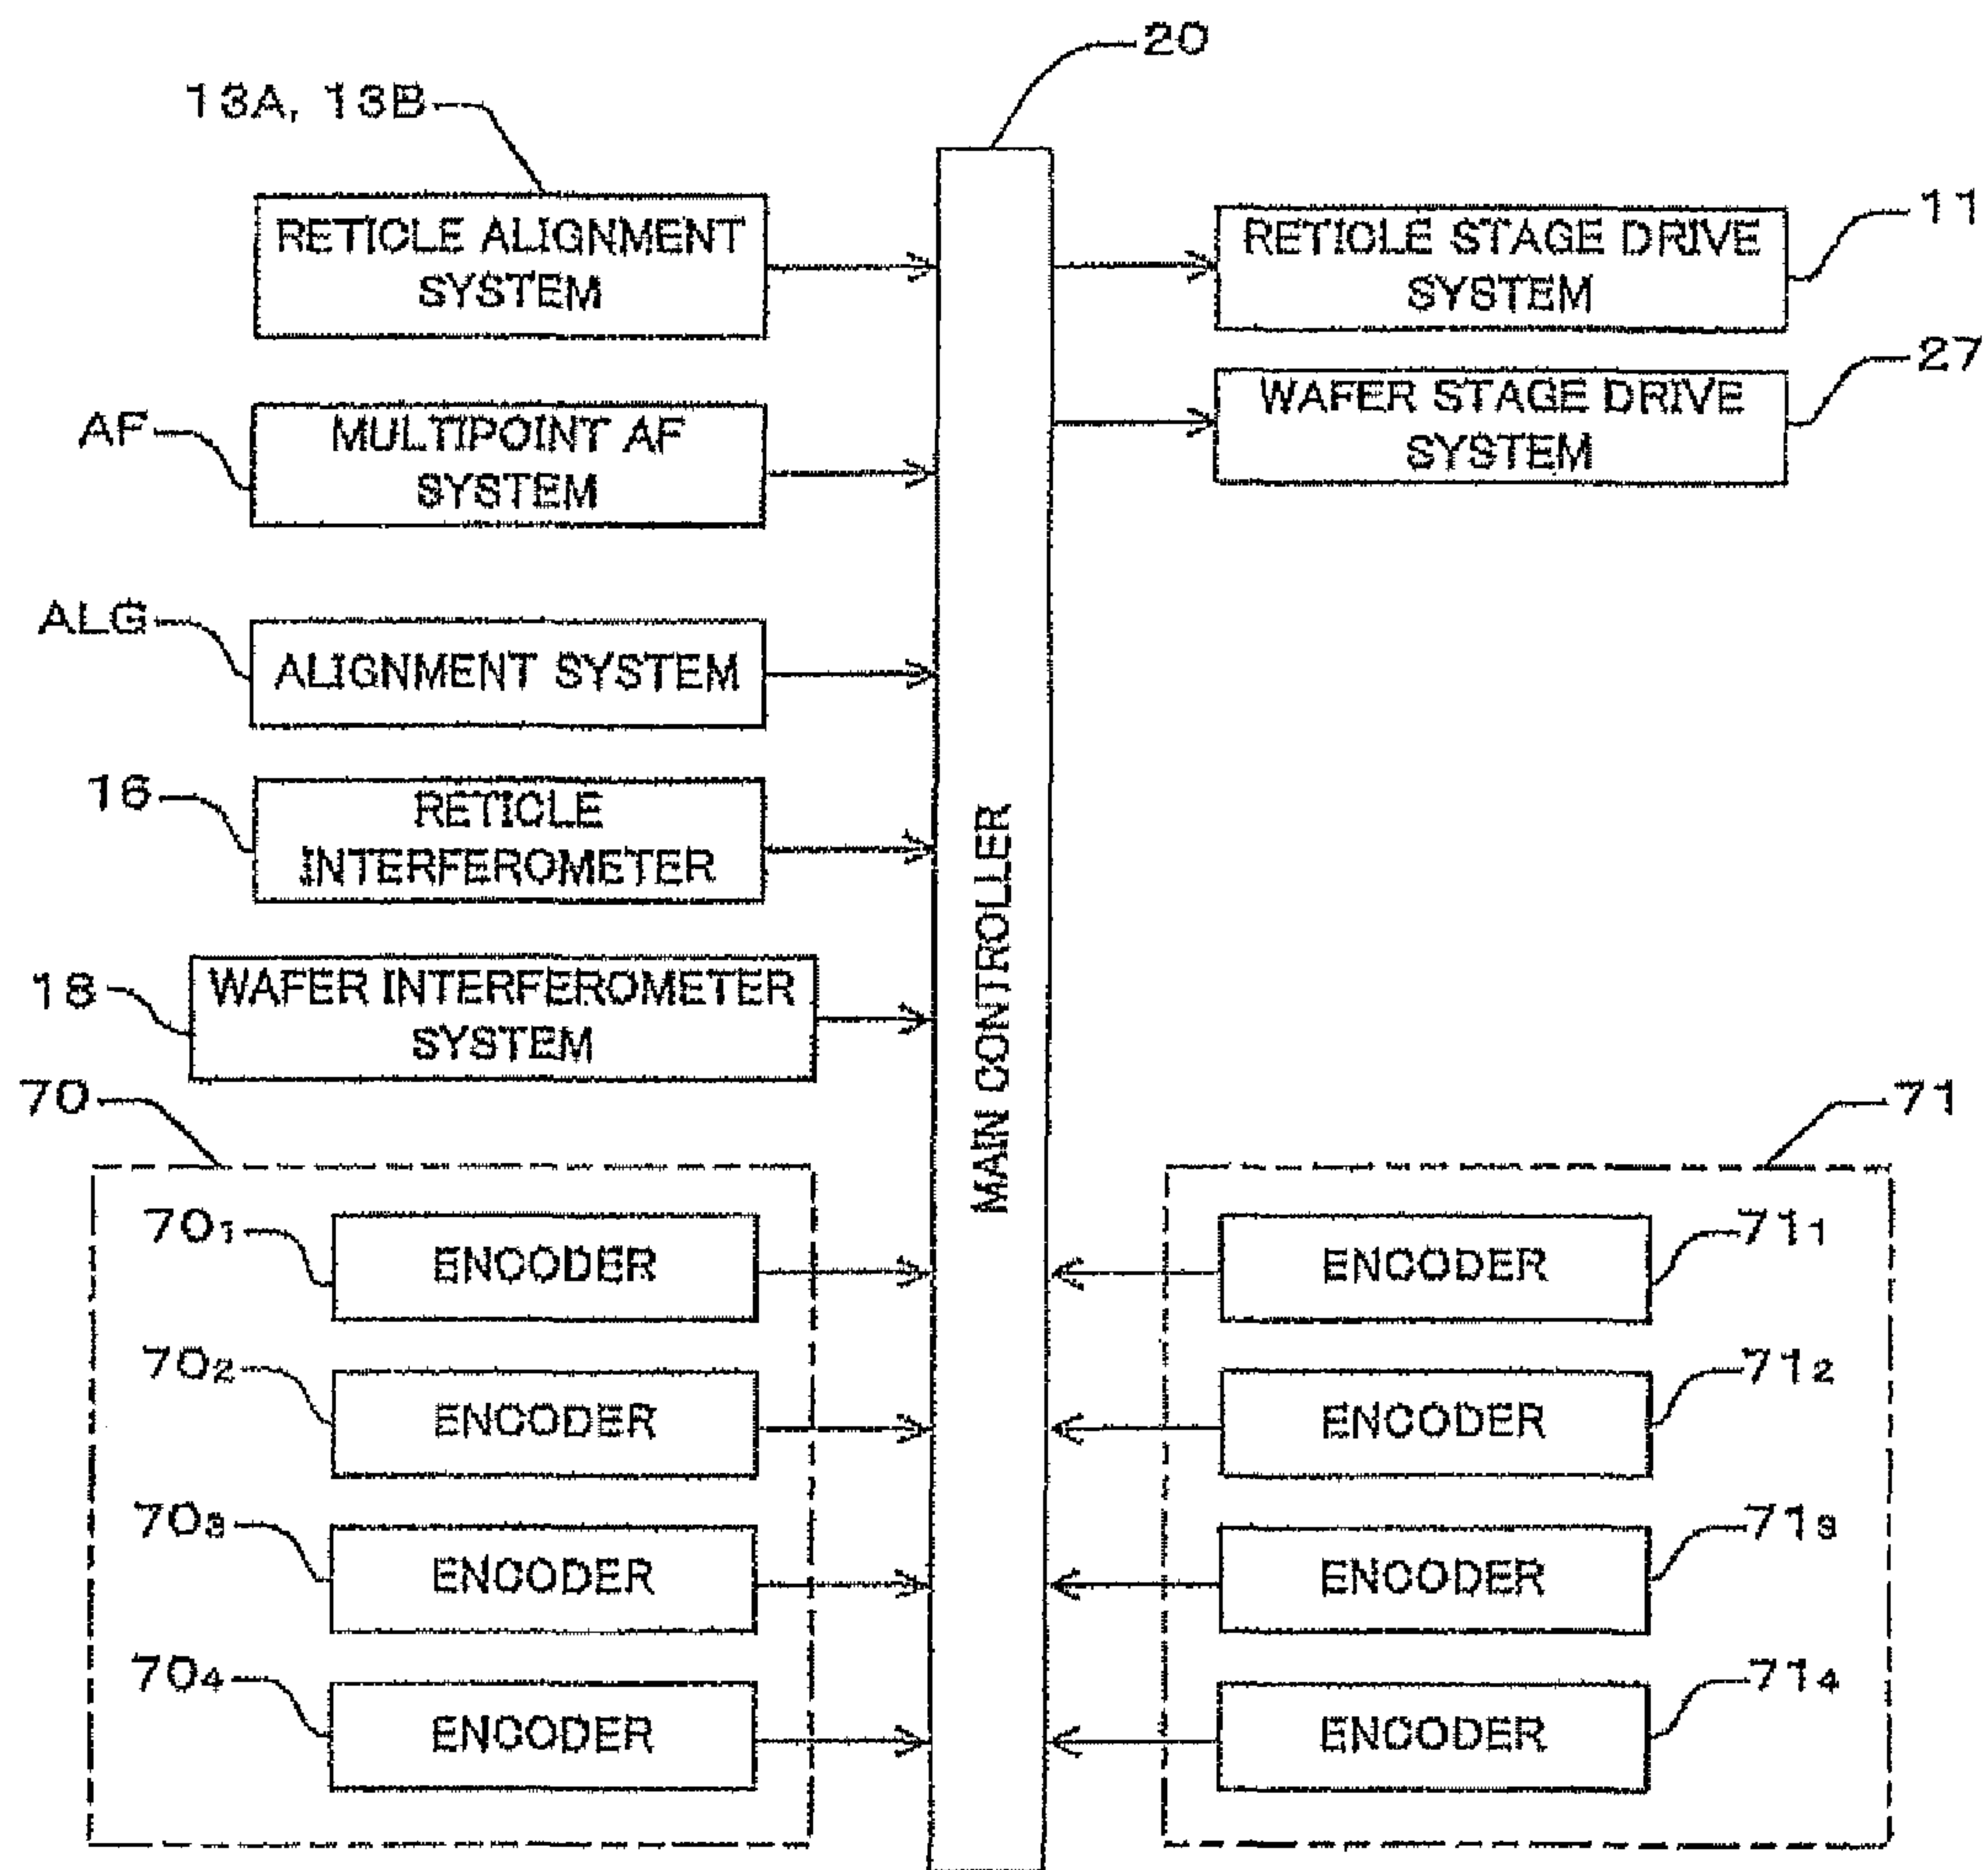 20
13A, 13B
RETICLE ALIGNMENT
SYSTEM
RETICLE STAGE DRIVE
SYSTEM
11
AF
MULTIPOINT AF
SYSTEM
WAFER STAGE DRIVE
SYSTEM
27
ALG
ALIGNMENT SYSTEM
16
RETICLE
INTERFEROMETER
18
WAFER INTERFEROMETER
SYSTEM
MAIN CONTROLLER
70
71
70₁
ENCODER
ENCODER
71₁
70₂
ENCODER
ENCODER
71₂
70₃
ENCODER
ENCODER
71₃
70₄
ENCODER
ENCODER
71₄